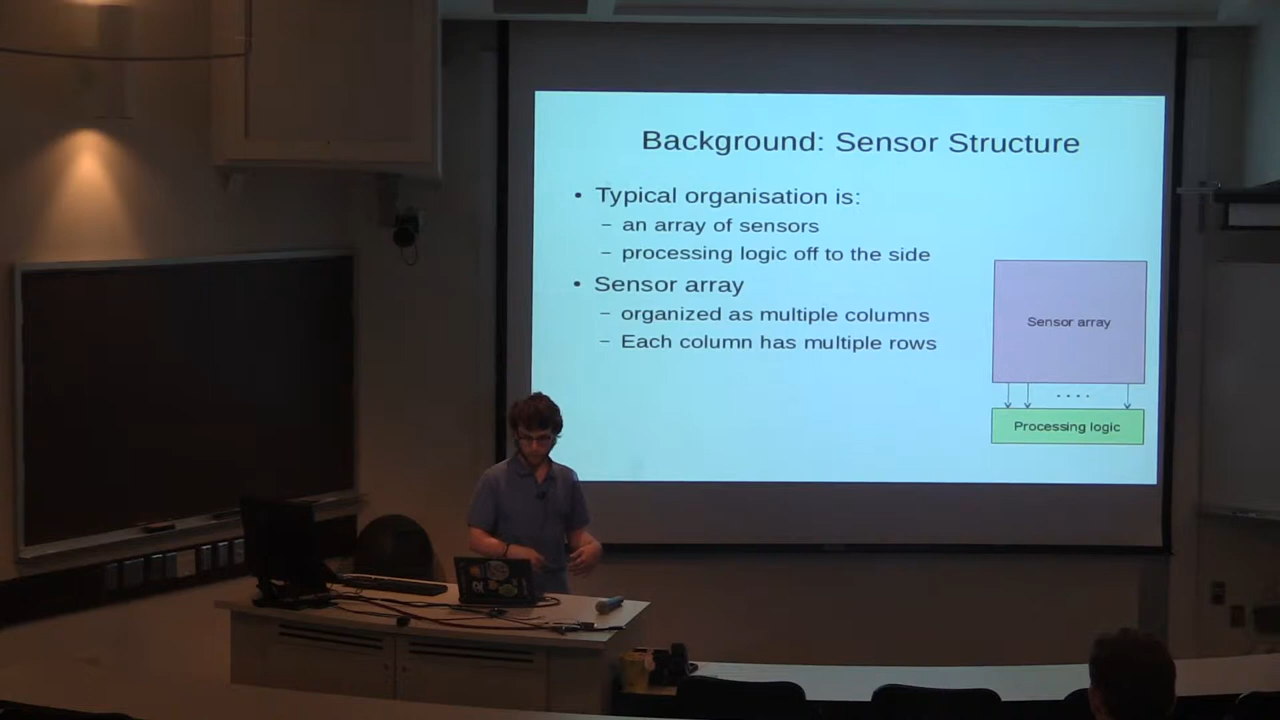 Background: Sensor Structure
• Typical organisation is:
– an array of sensors
– processing logic off to the side
• Sensor array
– organized as multiple columns
– Each column has multiple rows
Sensor array
. . . .
Processing logic